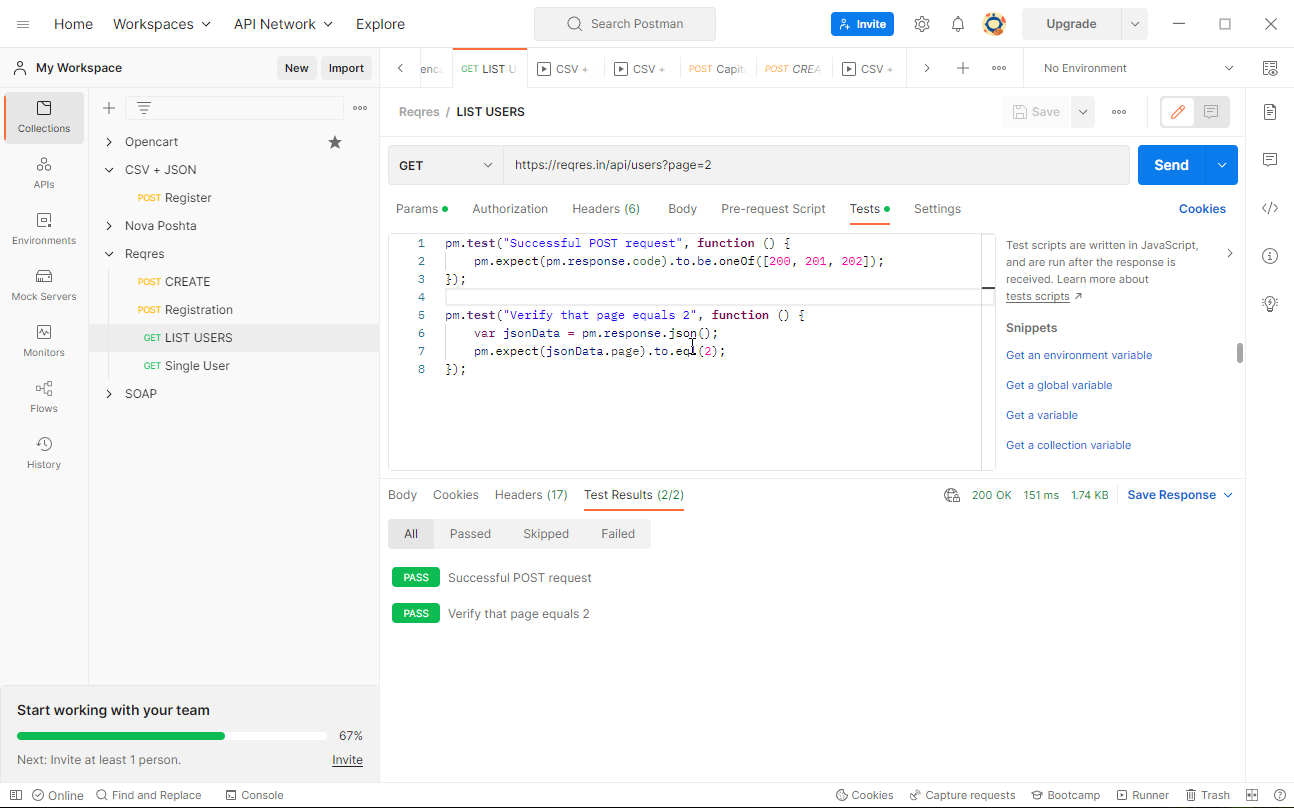 Home
Workspaces
API Network
Explore
Search Postman
Invite
Upgrade
My Workspace
New
Import
GET LIST U
CSV +
CSV +
POST Capit
POST CREA
CSV +
No Environment
Collections
APIs
Environments
Mock Servers
Monitors
Flows
History
Opencart
CSV + JSON
POST Register
Nova Poshta
Reqres
POST CREATE
POST Registration
GET LIST USERS
GET Single User
SOAP
Reqres / LIST USERS
Save
GET
https://reqres.in/api/users?page=2
Send
Params
Authorization
Headers (6)
Body
Pre-request Script
Tests
Settings
Cookies
1 pm.test("Successful POST request", function () {
2 pm.expect(pm.response.code).to.be.oneOf([200, 201, 202]);
3 });
4
5 pm.test("Verify that page equals 2", function () {
6 var jsonData = pm.response.json();
7 pm.expect(jsonData.page).to.eql(2);
8 });
Test scripts are written in JavaScript,
and are run after the response is
received. Learn more about
tests scripts
Snippets
Get an environment variable
Get a global variable
Get a variable
Get a collection variable
Body
Cookies
Headers (17)
Test Results (2/2)
200 OK
151 ms
1.74 KB
Save Response
All
Passed
Skipped
Failed
PASS Successful POST request
PASS Verify that page equals 2
Start working with your team
67%
Next: Invite at least 1 person.
Invite
Online
Find and Replace
Console
Cookies
Capture requests
Bootcamp
Runner
Trash